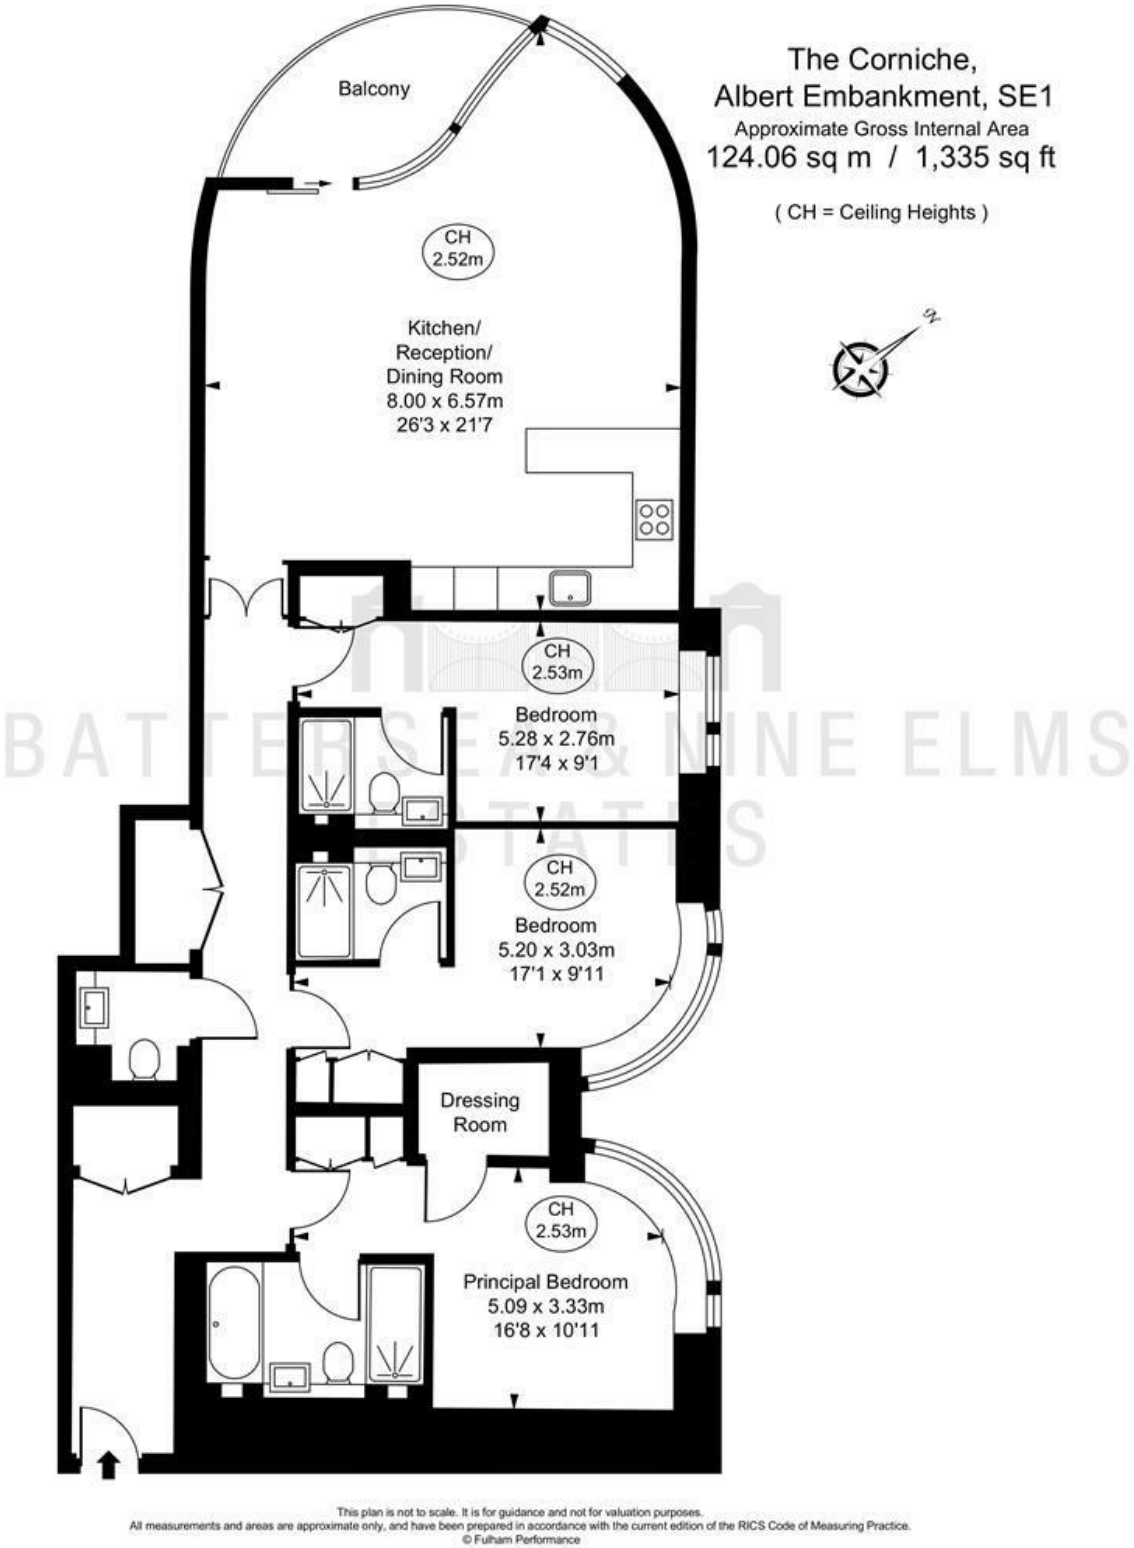 The Corniche,
Albert Embankment, SE1
Approximate Gross Internal Area
124.06 sq m / 1,335 sq ft
( CH = Ceiling Heights )
N
Balcony
CH
2.52m
Kitchen/
Reception/
Dining Room
8.00 x 6.57m
26'3 x 21'7
CH
2.53m
Bedroom
5.28 x 2.76m
17'4 x 9'1
BATTERSEA & NINE ELMS
ESTATES
CH
2.52m
Bedroom
5.20 x 3.03m
17'1 x 9'11
Dressing
Room
CH
2.53m
Principal Bedroom
5.09 x 3.33m
16'8 x 10'11
This plan is not to scale. It is for guidance and not for valuation purposes.
All measurements and areas are approximate only, and have been prepared in accordance with the current edition of the RICS Code of Measuring Practice.
© Fulham Performance